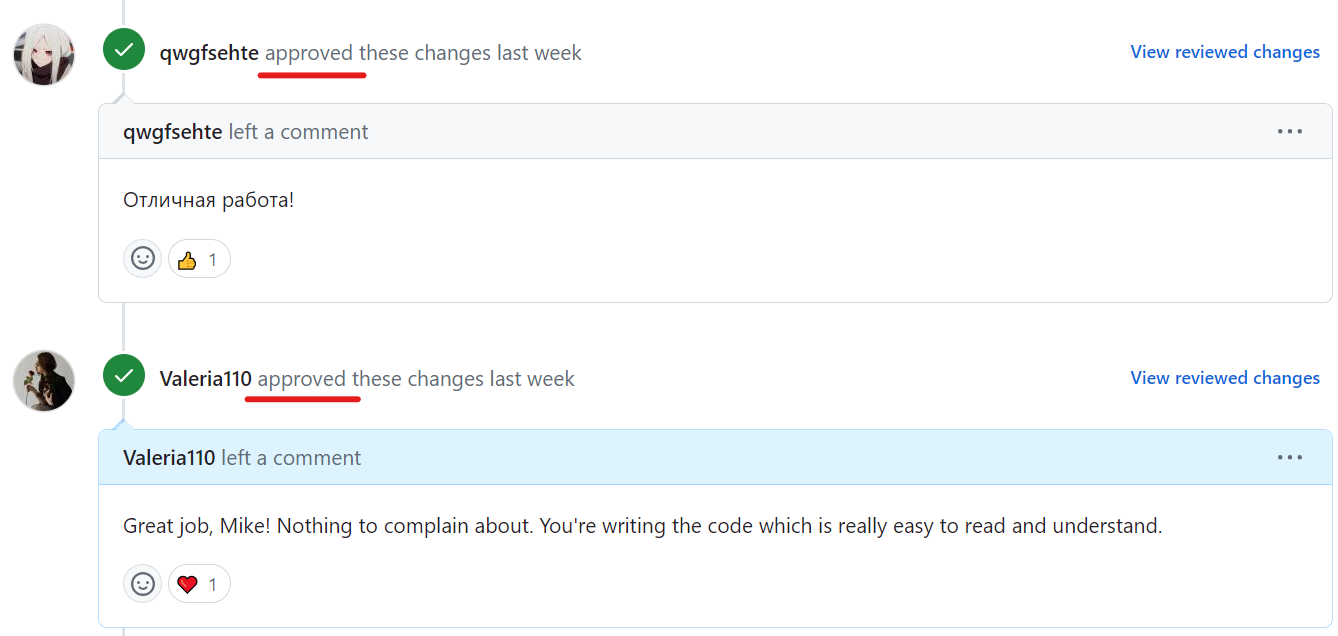 qwgfsehte approved these changes last week
View reviewed changes
qwgfsehte left a comment
Отличная работа!
1
Valeria110 approved these changes last week
View reviewed changes
Valeria110 left a comment
Great job, Mike! Nothing to complain about. You're writing the code which is really easy to read and understand.
1